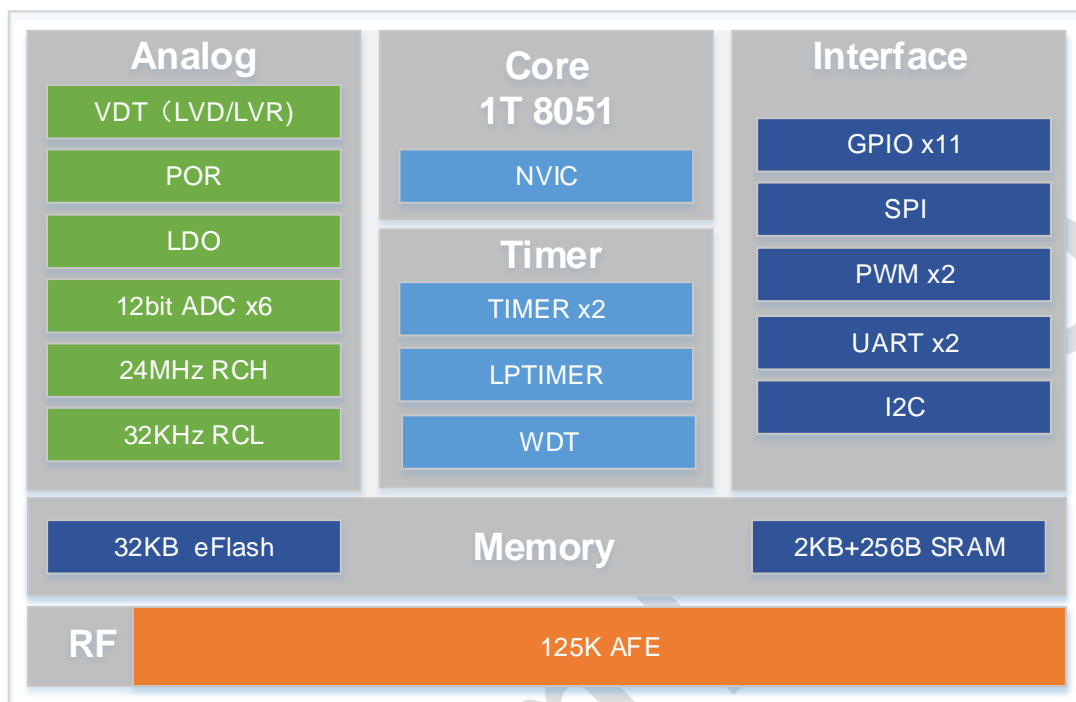 Analog
VDT（LVD/LVR)
POR
LDO
12bit ADC x6
24MHz RCH
32KHz RCL
Core
1T 8051
NVIC
Timer
TIMER x2
LPTIMER
WDT
Interface
GPIO x11
SPI
PWM x2
UART x2
I2C
32KB eFlash
Memory
2KB+256B SRAM
RF
125K AFE